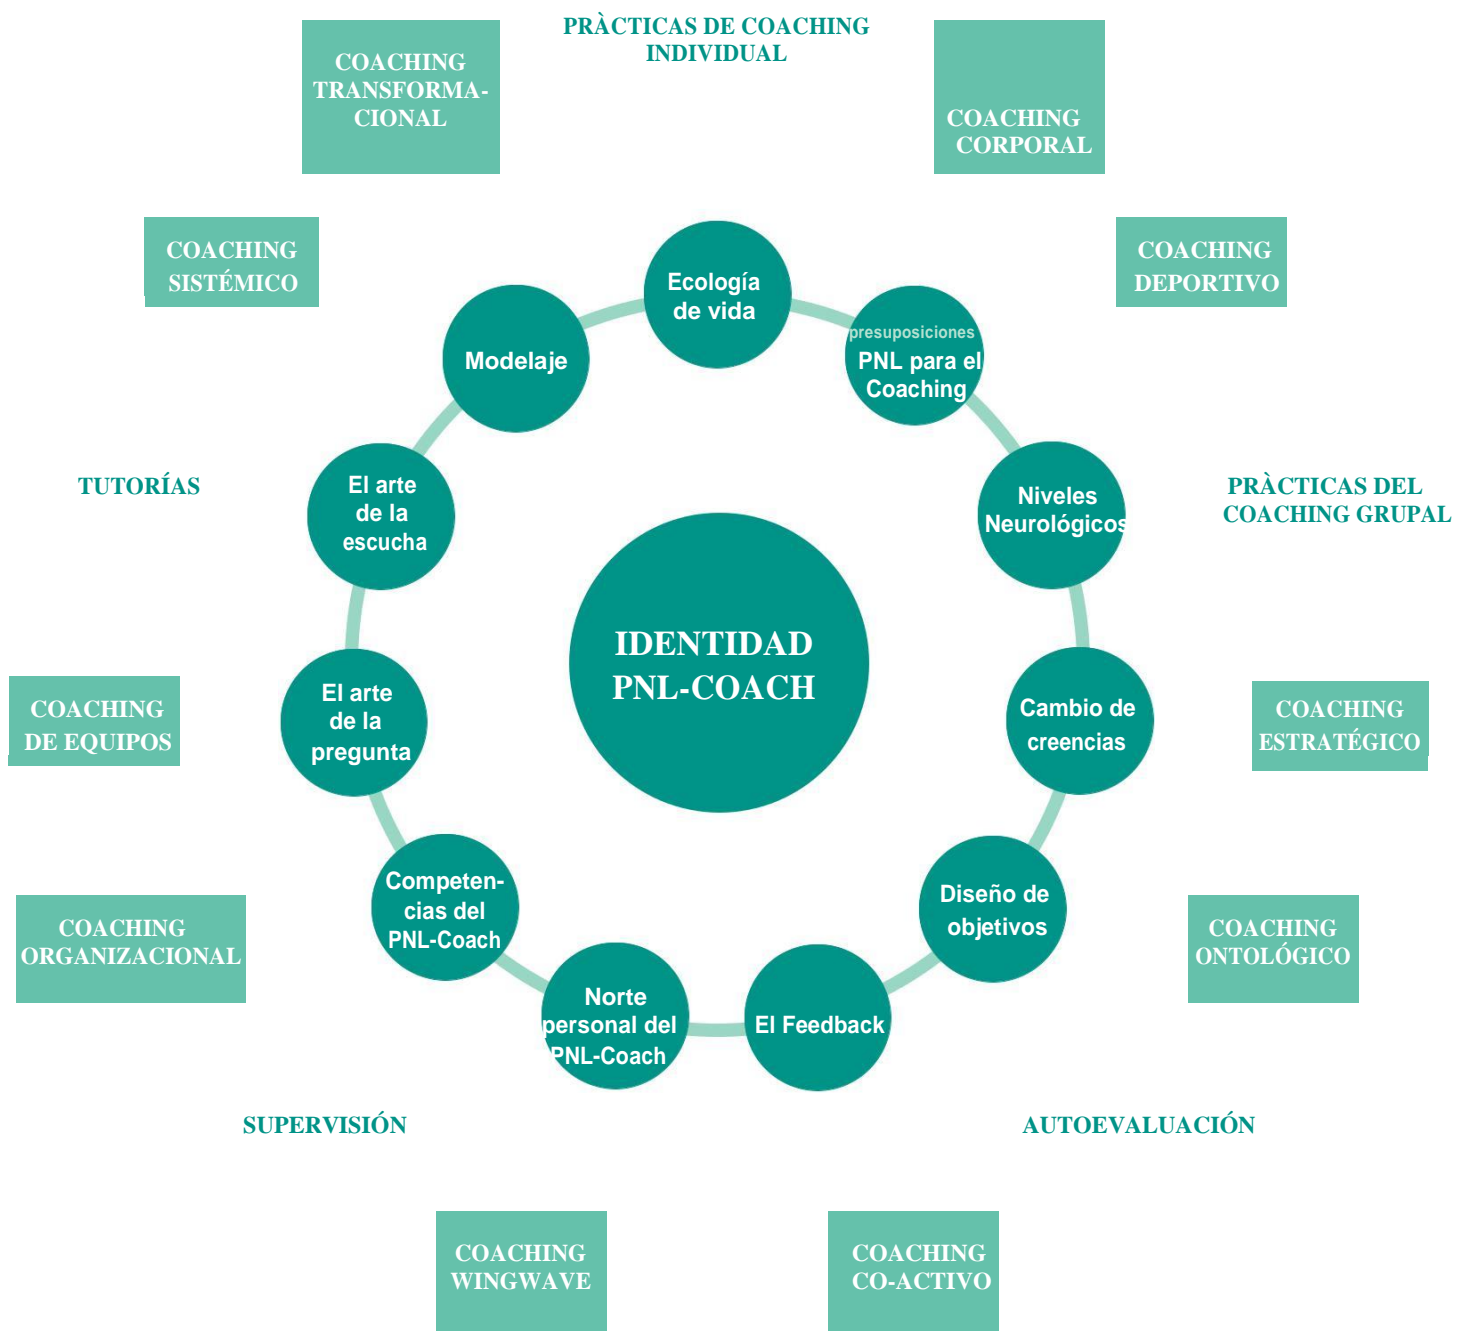 PRÀCTICAS DE COACHING
INDIVIDUAL
COACHING
TRANSFORMA-
CIONAL
COACHING
CORPORAL
COACHING
SISTÉMICO
COACHING
DEPORTIVO
Ecología
de vida
presuposiciones
PNL para el
Coaching
Modelaje
TUTORÍAS
El arte
de la
escucha
Niveles
Neurológicos
PRÀCTICAS DEL
COACHING GRUPAL
IDENTIDAD
PNL-COACH
COACHING
DE EQUIPOS
El arte
de la
pregunta
Cambio de
creencias
COACHING
ESTRATÉGICO
COACHING
ORGANIZACIONAL
Competen-
cias del
PNL-Coach
Diseño de
objetivos
COACHING
ONTOLÓGICO
Norte
personal del
PNL-Coach
El Feedback
SUPERVISIÓN
AUTOEVALUACIÓN
COACHING
WINGWAVE
COACHING
CO-ACTIVO